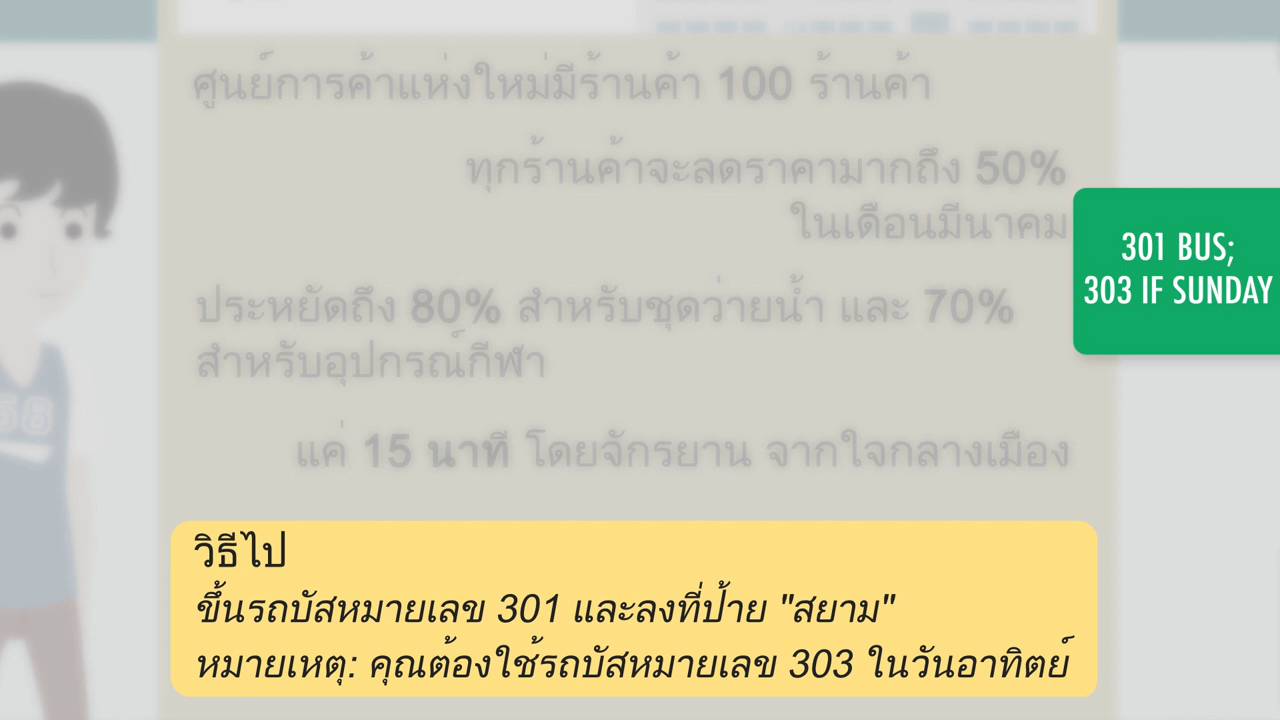 ศูนย์การค้าแห่งใหม่มีร้านค้า 100 ร้านค้า
ทุกร้านค้าจะลดราคามากถึง 50%
ในเดือนมีนาคม
301 BUS;
303 IF SUNDAY
ประหยัดถึง 80% สำหรับชุดว่ายน้ำ และ 70%
สำหรับอุปกรณ์กีฬา
แค่ 15 นาที โดยจักรยาน จากใจกลางเมือง
วิธีไป
ขึ้นรถบัสหมายเลข 301 และลงที่ป้าย "สยาม"
หมายเหตุ: คุณต้องใช้รถบัสหมายเลข 303 ในวันอาทิตย์